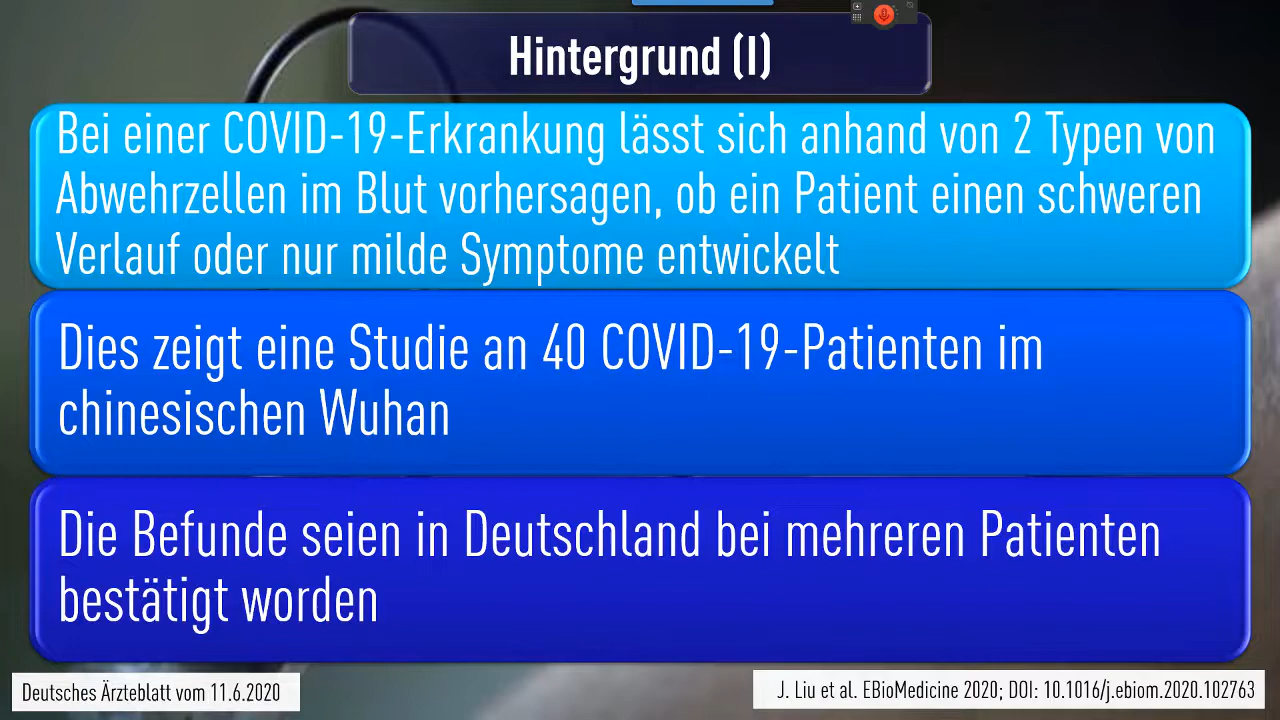 Hintergrund (I)
Bei einer COVID-19-Erkrankung lässt sich anhand von 2 Typen von
Abwehrzellen im Blut vorhersagen, ob ein Patient einen schweren
Verlauf oder nur milde Symptome entwickelt
Dies zeigt eine Studie an 40 COVID-19-Patienten im
chinesischen Wuhan
Die Befunde seien in Deutschland bei mehreren Patienten
bestätigt worden
Deutsches Ärzteblatt vom 11.6.2020
J. Liu et al. EBioMedicine 2020; DOI: 10.1016/j.ebiom.2020.102763